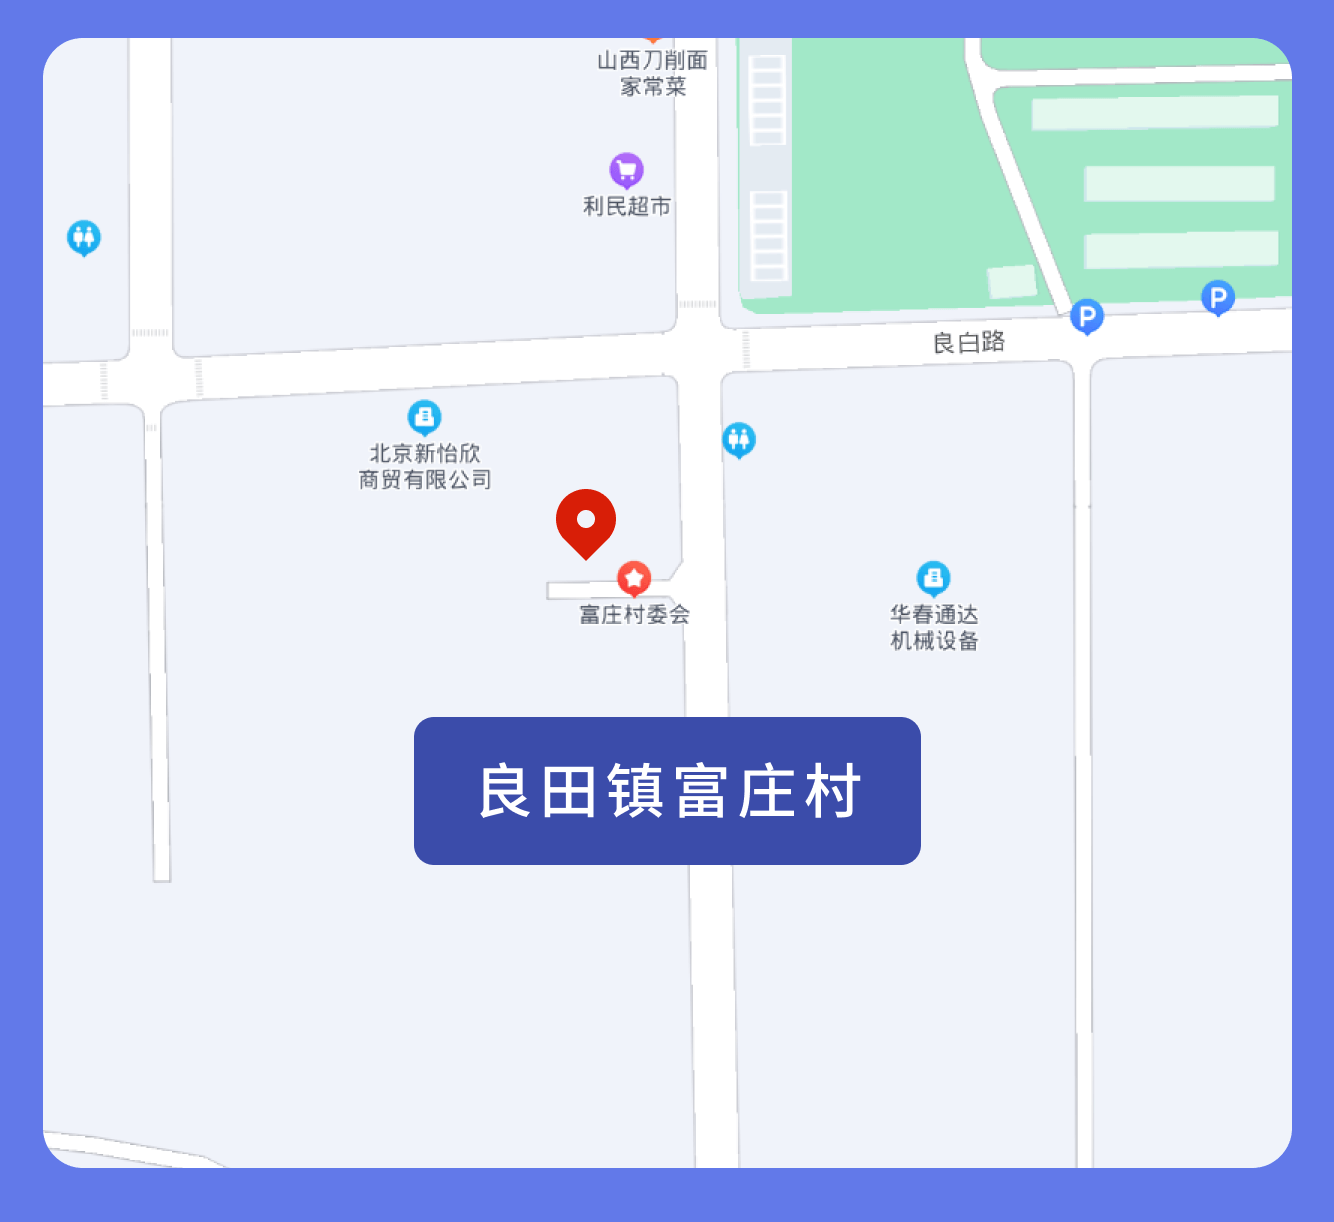 山西刀削面
家常菜
利民超市
P
P
良白路
北京新怡欣
商贸有限公司
富庄村委会
华春通达
机械设备
良田镇富庄村